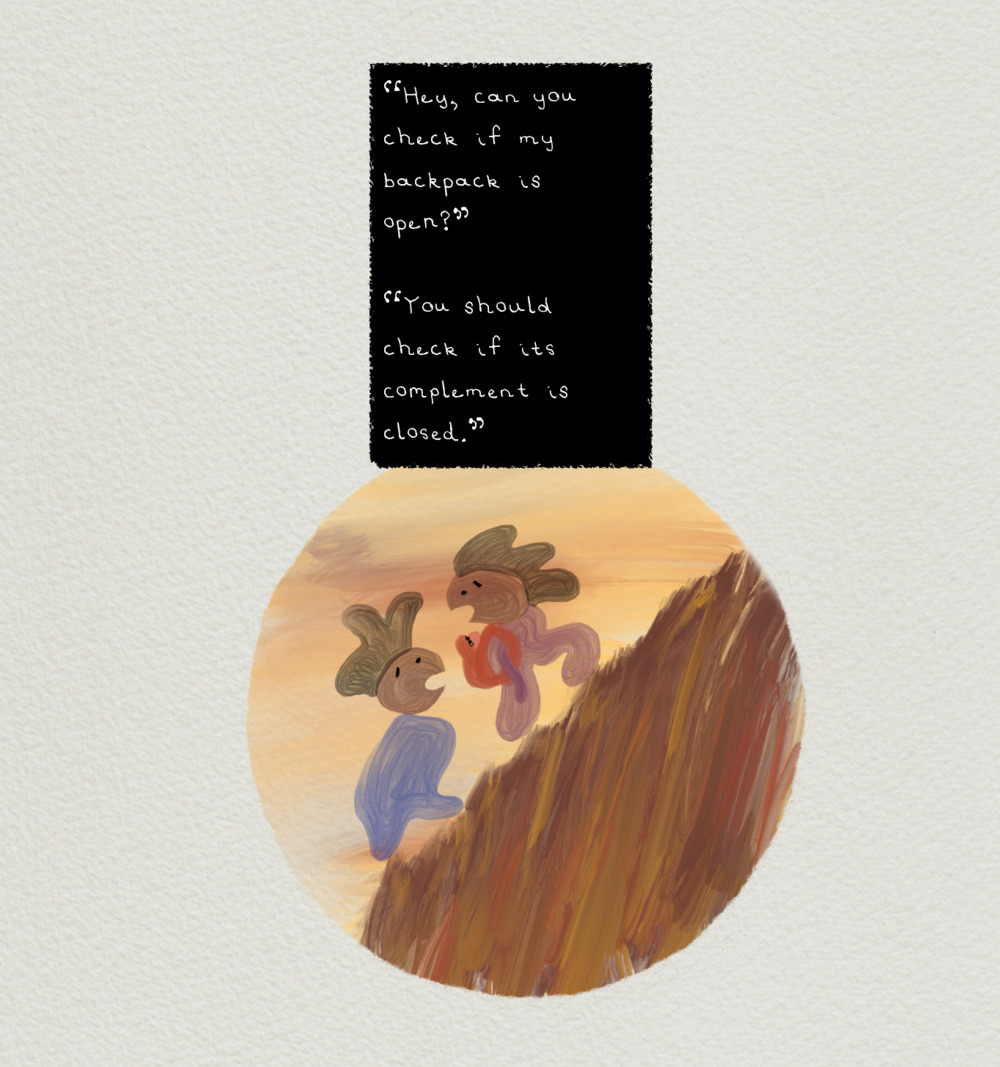 “Hey, can you
check if my
backpack is
open?”
“You should
check if its
complement is
closed.”